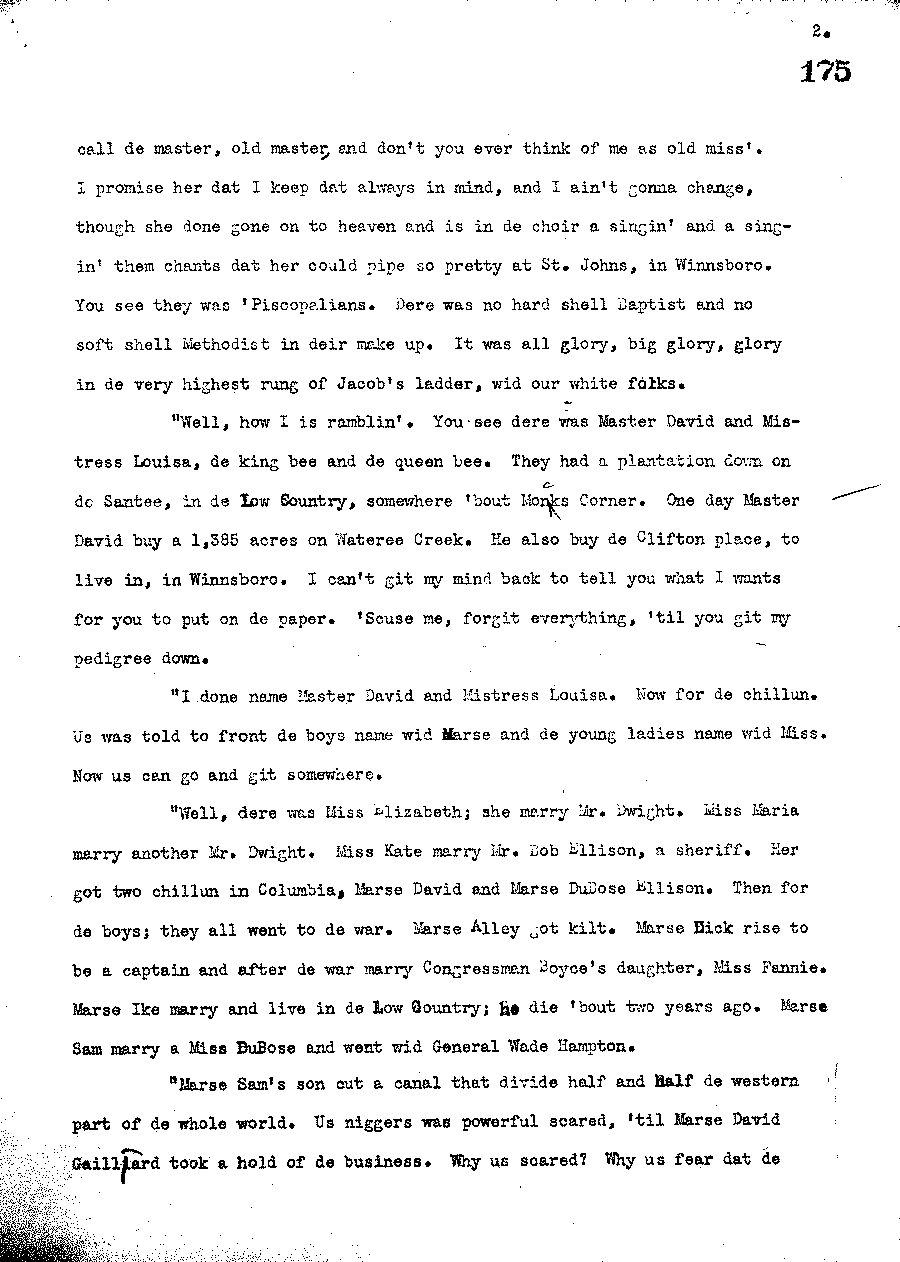 2.
175
call de master, old master, and don't you ever think of me as old miss'.
I promise her dat I keep dat always in mind, and I ain't gonna change,
though she done gone on to heaven and is in de choir a singin' and a sing-
in' them chants dat her could pipe so pretty at St. Johns, in Winnsboro.
You see they was 'Piscopalians. Dere was no hard shell Baptist and no
soft shell Methodist in deir make up. It was all glory, big glory, glory
in de very highest rung of Jacob's ladder, wid our white folks.
"Well, how I is ramblin'. You see dere was Master David and Mis-
tress Louisa, de king bee and de queen bee. They had a plantation down on
de Santee, in de Low Country, somewhere 'bout Moncks Corner. One day Master
David buy a 1,385 acres on Wateree Creek. He also buy de Clifton place, to
live in, in Winnsboro. I can't git my mind back to tell you what I wants
for you to put on de paper. 'Scuse me, forgit everything, 'til you git my
pedigree down.
"I done name Master David and Mistress Louisa. Now for de chillun.
Us was told to front de boys name wid Marse and de young ladies name wid Miss.
Now us can go and git somewhere.
"Well, dere was Miss Elizabeth; she marry Mr. Dwight. Miss Maria
marry another Mr. Dwight. Miss Kate marry Mr. Bob Ellison, a sheriff. Her
got two chillun in Columbia, Marse David and Marse DuBose Ellison. Then for
de boys; they all went to de war. Marse Alley got kilt. Marse Dick rise to
be a captain and after de war marry Congressman Boyce's daughter, Miss Fannie.
Marse Ike marry and live in de Low Country; he die 'bout two years ago. Marse
Sam marry a Miss DuBose and went wid General Wade Hampton.
"Marse Sam's son cut a canal that divide half and half de western
part of de whole world. Us niggers was powerful scared, 'til Marse David
Gaillard took a hold of de business. Why us scared? Why us fear dat de